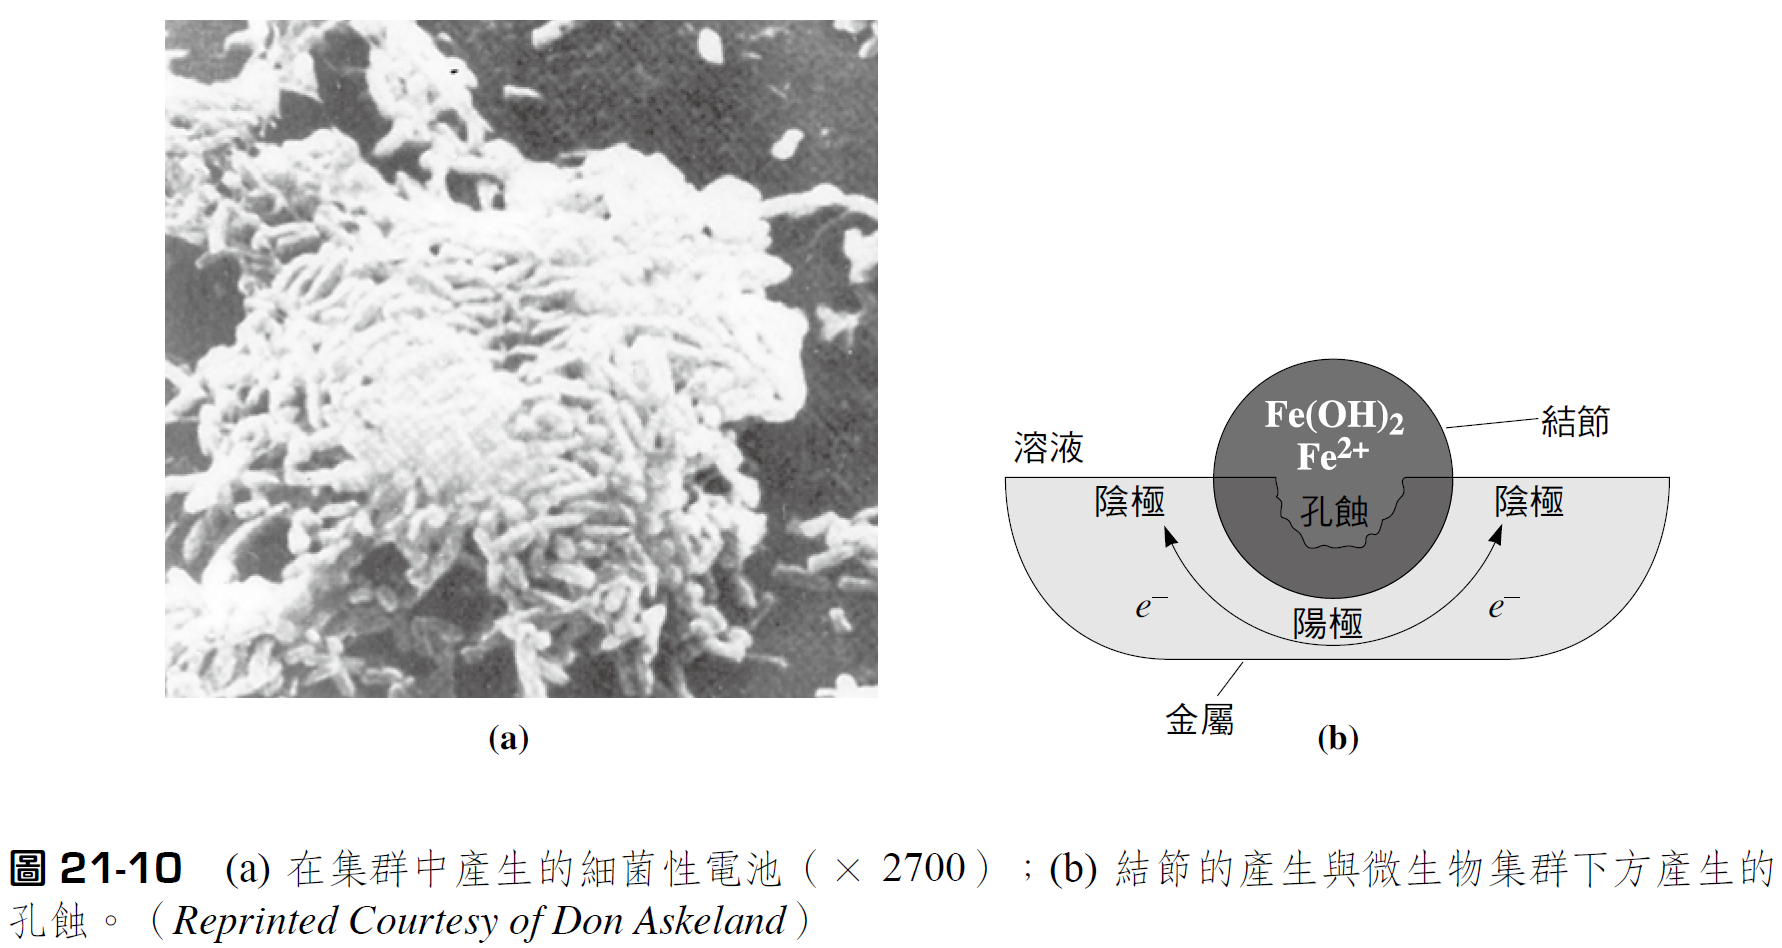 Fe(OH)₂
Fe²⁺
結節
溶液
陰極
孔蝕
陰極
e⁻
陽極
e⁻
金屬
(a)
(b)
圖 21-10 (a) 在集群中產生的細菌性電池（× 2700）；(b) 結節的產生與微生物集群下方產生的
孔蝕。（Reprinted Courtesy of Don Askeland）